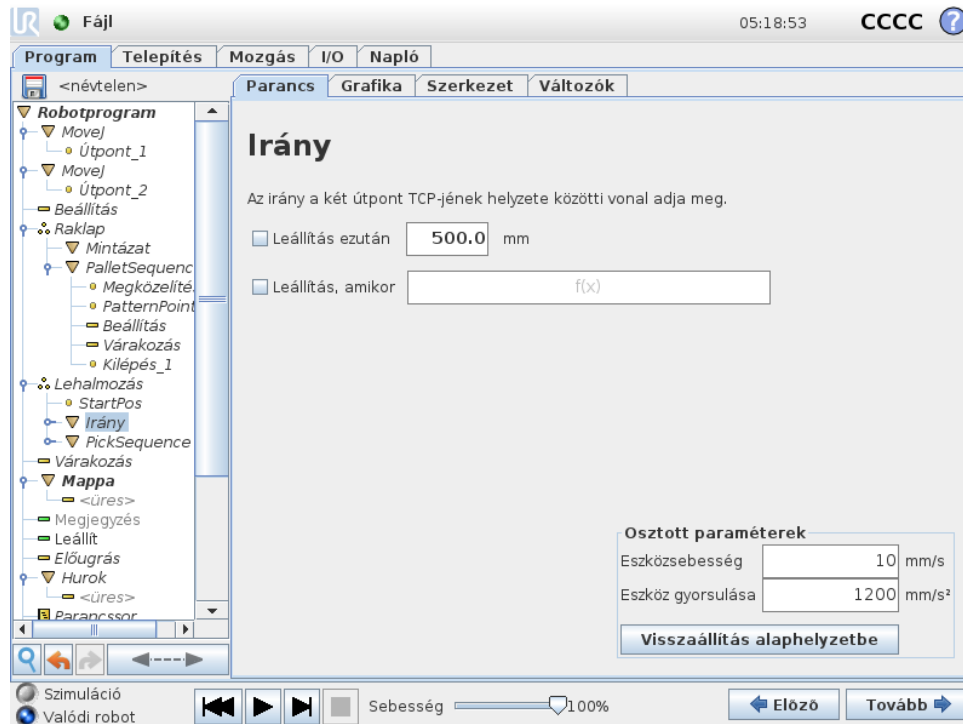 UR Fájl 05:18:53 CCCC ?
Program Telepítés Mozgás I/O Napló
<névtelen>
Parancs Grafika Szerkezet Változók
Robotprogram
MoveJ
Útpont_1
MoveJ
Útpont_2
Beállítás
Raklap
Mintázat
PalletSequenc
Megközelíté
PatternPoint
Beállítás
Várakozás
Kilépés_1
Lehalmozás
StartPos
Irány
PickSequence
Várakozás
Mappa
<üres>
Megjegyzés
Leállít
Előugrás
Hurok
<üres>
Parancssor
Irány
Az irány a két útpont TCP-jének helyzete közötti vonal adja meg.
Leállítás ezután 500.0 mm
Leállítás, amikor f(x)
Osztott paraméterek
Eszközsebesség 10 mm/s
Eszköz gyorsulása 1200 mm/s²
Visszaállítás alaphelyzetbe
Szimuláció
Valódi robot
Sebesség 100%
Előző Tovább